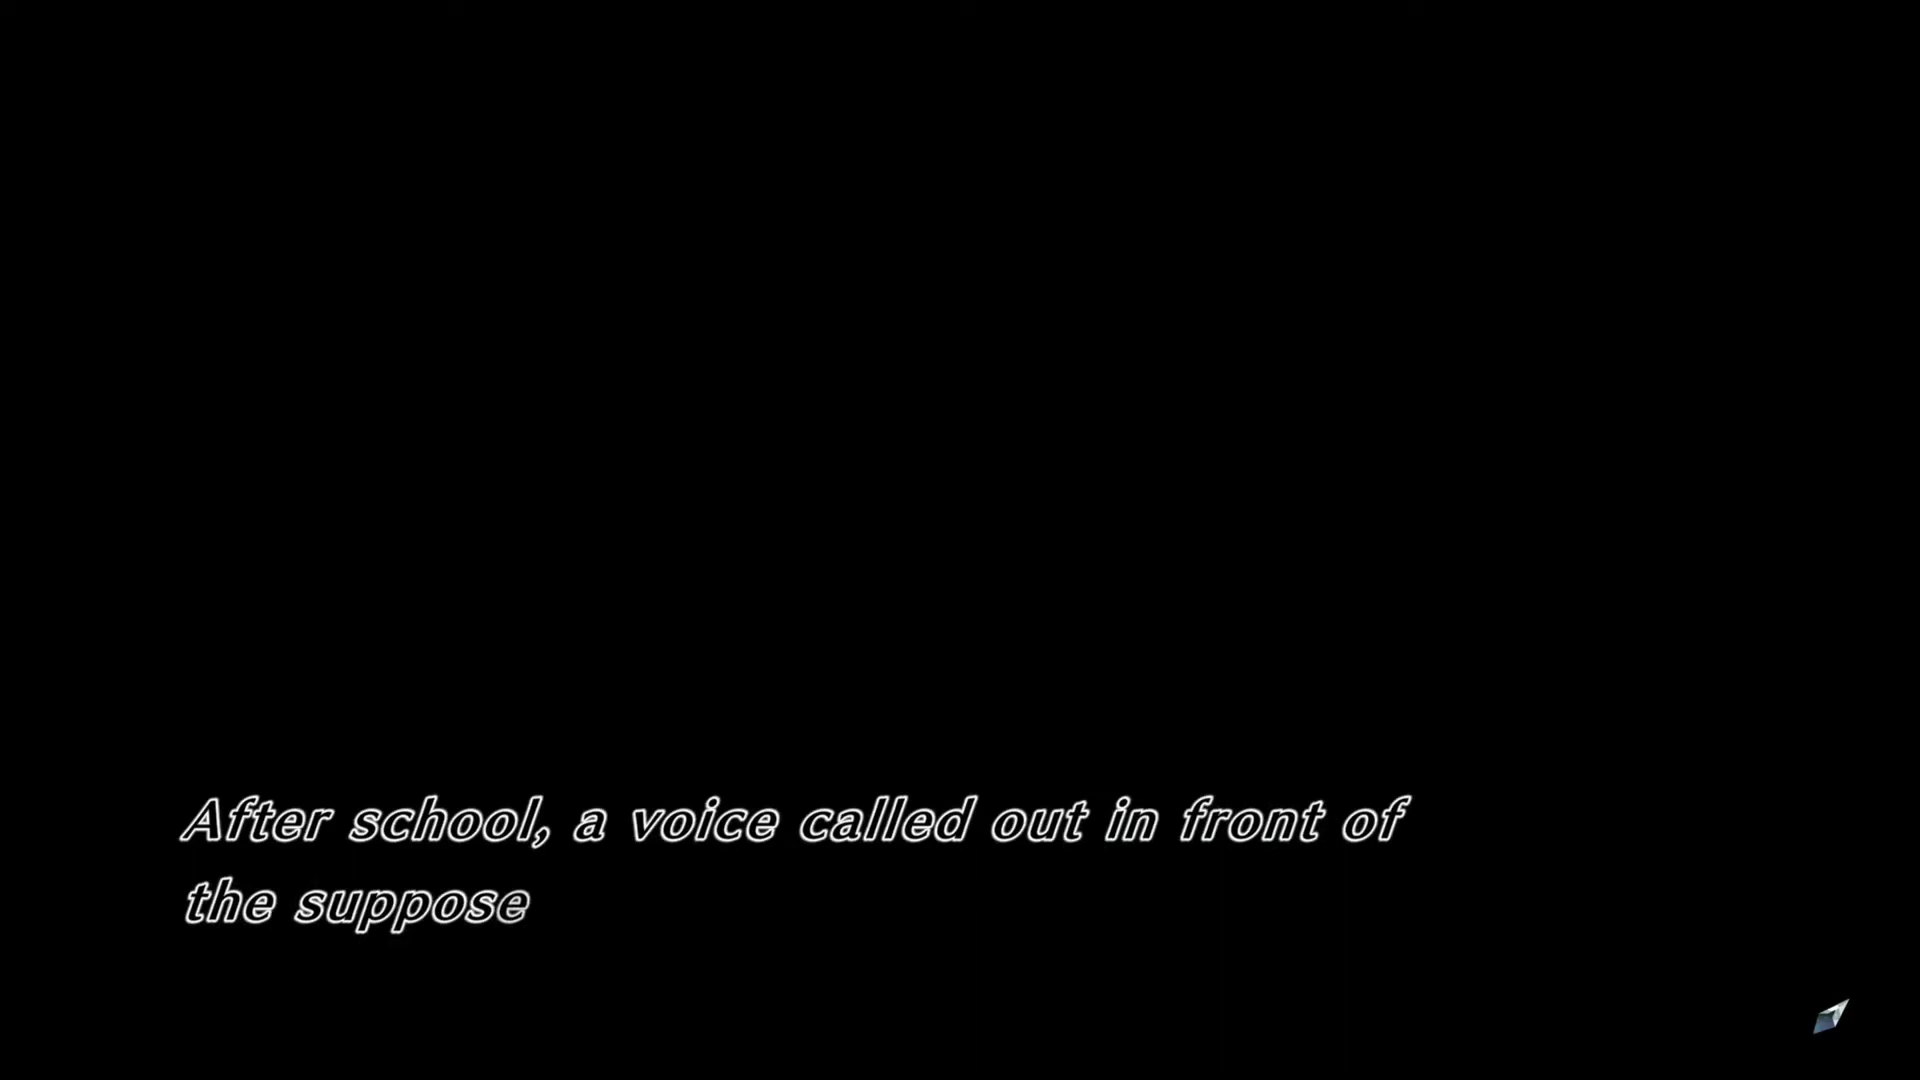 After school, a voice called out in front of
the suppose